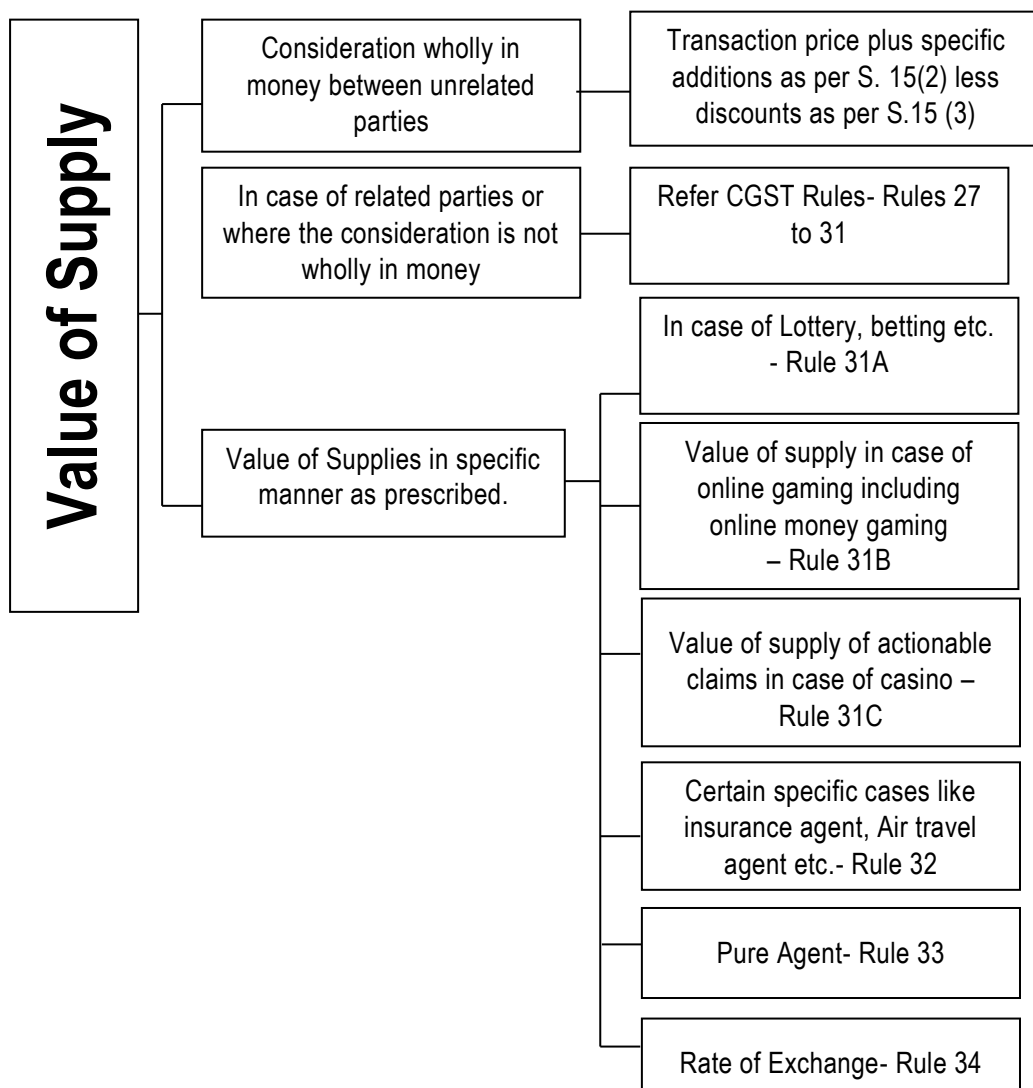 Value of Supply
Consideration wholly in
money between unrelated
parties
Transaction price plus specific
additions as per S. 15(2) less
discounts as per S.15 (3)
In case of related parties or
where the consideration is not
wholly in money
Refer CGST Rules- Rules 27
to 31
Value of Supplies in specific
manner as prescribed.
In case of Lottery, betting etc.
- Rule 31A
Value of supply in case of
online gaming including
online money gaming
– Rule 31B
Value of supply of actionable
claims in case of casino –
Rule 31C
Certain specific cases like
insurance agent, Air travel
agent etc.- Rule 32
Pure Agent- Rule 33
Rate of Exchange- Rule 34